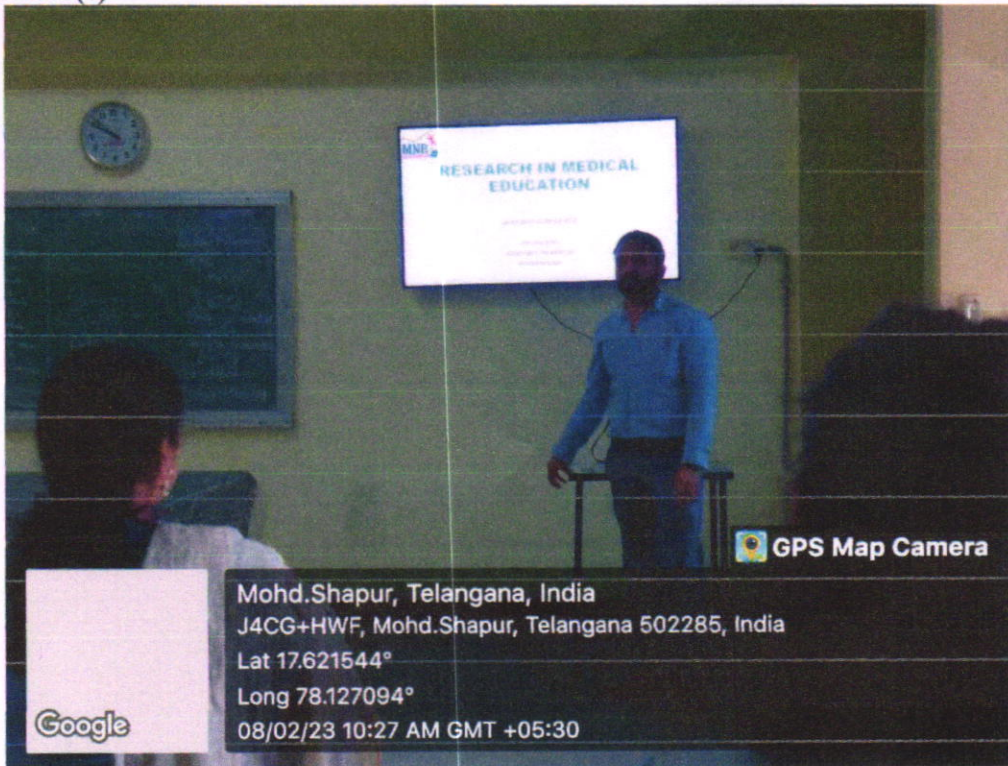 MNR
RESEARCH IN MEDICAL
EDUCATION
GPS Map Camera
Mohd.Shapur, Telangana, India
J4CG+HWF, Mohd.Shapur, Telangana 502285, India
Lat 17.621544°
Long 78.127094°
08/02/23 10:27 AM GMT +05:30
Google